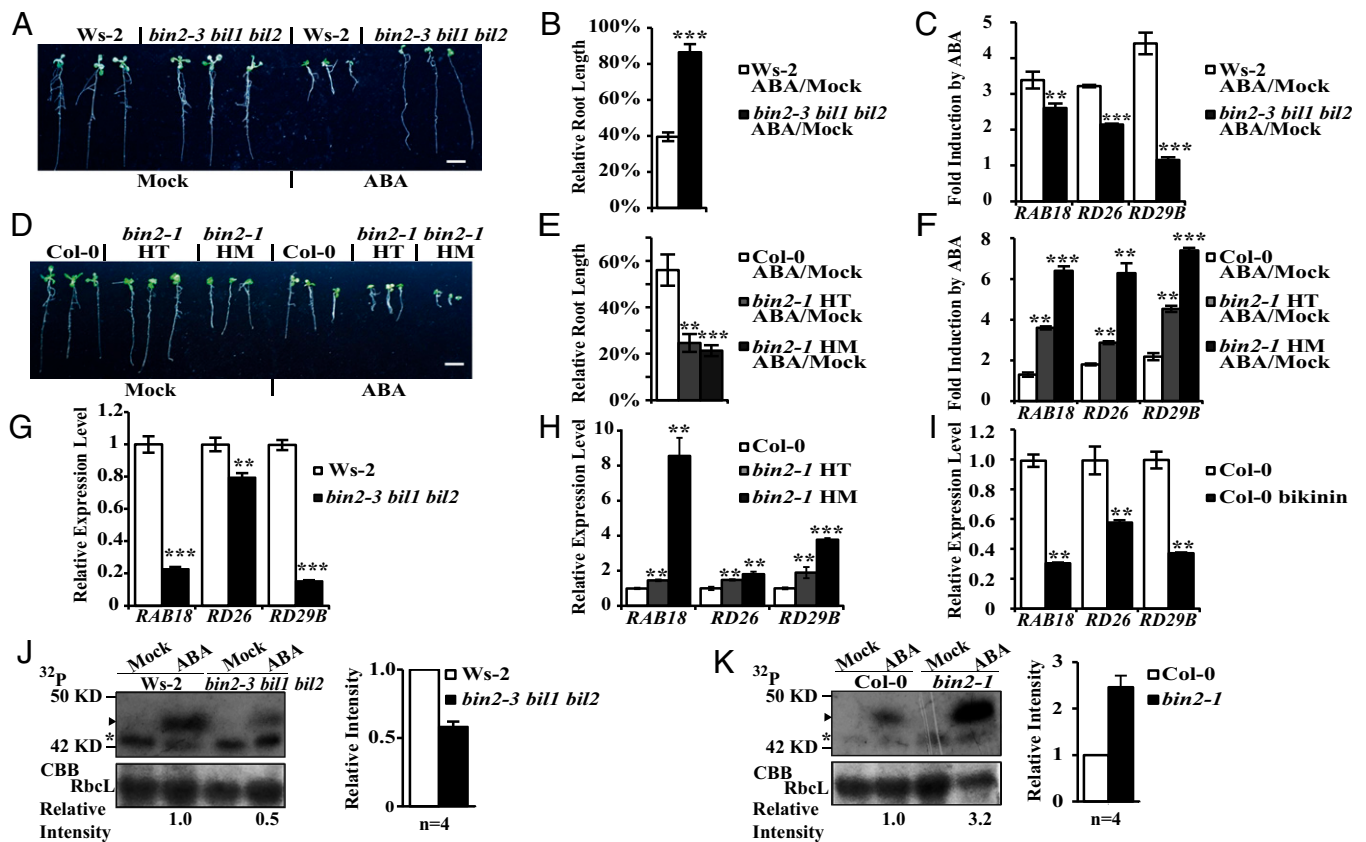 A
Ws-2 bin2-3 bil1 bil2 Ws-2 bin2-3 bil1 bil2
Mock ABA
B
Relative Root Length
100%
80%
60%
40%
20%
0%
***
Ws-2
ABA/Mock
bin2-3 bil1 bil2
ABA/Mock
C
Fold Induction by ABA
5
4
3
2
1
0
** *** ***
RAB18 RD26 RD29B
Ws-2
ABA/Mock
bin2-3 bil1 bil2
ABA/Mock
D
Col-0 bin2-1 HT bin2-1 HM Col-0 bin2-1 HT bin2-1 HM
Mock ABA
E
Relative Root Length
60%
40%
20%
0%
** ***
Col-0
ABA/Mock
bin2-1 HT
ABA/Mock
bin2-1 HM
ABA/Mock
F
Fold Induction by ABA
8
6
4
2
0
** *** ** ** ** ***
RAB18 RD26 RD29B
Col-0
ABA/Mock
bin2-1 HT
ABA/Mock
bin2-1 HM
ABA/Mock
G
Relative Expression Level
1.2
1
0.8
0.6
0.4
0.2
0
*** ** ***
RAB18 RD26 RD29B
Ws-2
bin2-3 bil1 bil2
H
Relative Expression Level
10
8
6
4
2
0
** ** ** ** ** ***
RAB18 RD26 RD29B
Col-0
bin2-1 HT
bin2-1 HM
I
Relative Expression Level
1.2
1.0
0.8
0.6
0.4
0.2
0
** ** **
RAB18 RD26 RD29B
Col-0
Col-0 bikinin
J
Mock ABA Mock ABA
32P
Ws-2 bin2-3 bil1 bil2
50 KD
*
42 KD
CBB
RbcL
Relative
Intensity
1.0 0.5
Relative Intensity
1.0
0.5
0
n=4
Ws-2
bin2-3 bil1 bil2
K
Mock ABA Mock ABA
32P
Col-0 bin2-1
50 KD
*
42 KD
CBB
RbcL
Relative
Intensity
1.0 3.2
Relative Intensity
3
2
1
0
n=4
Col-0
bin2-1